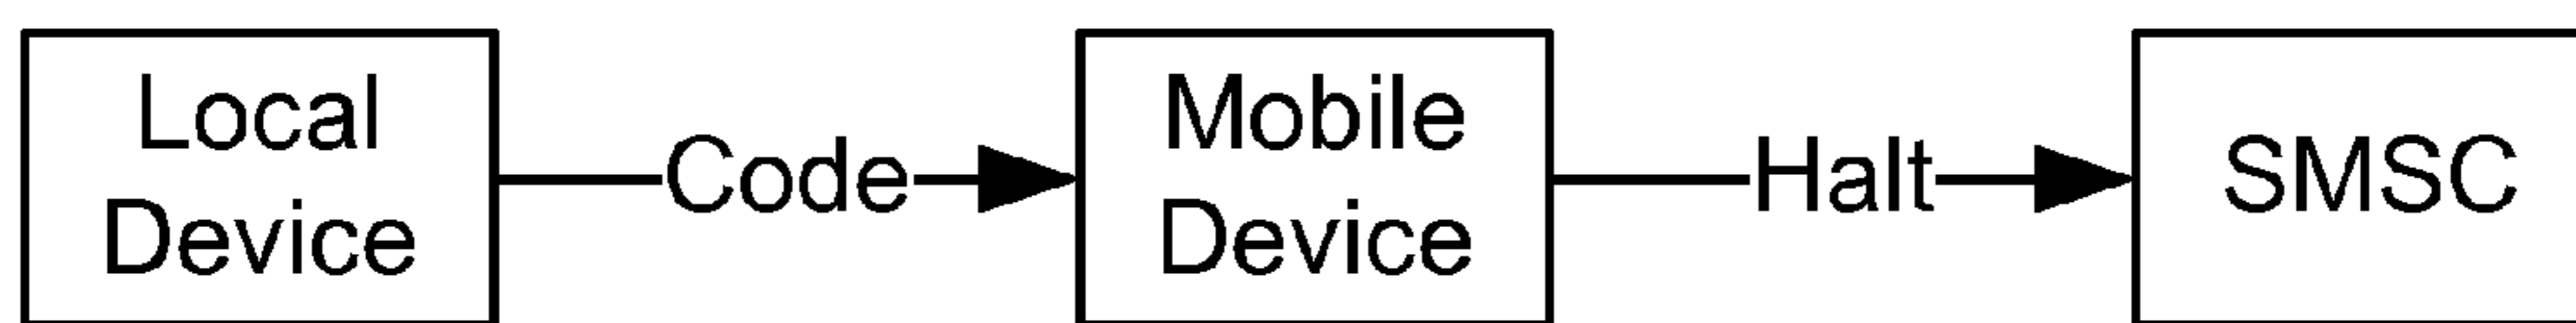 Local
Device
Code
Mobile
Device
Halt
SMSC